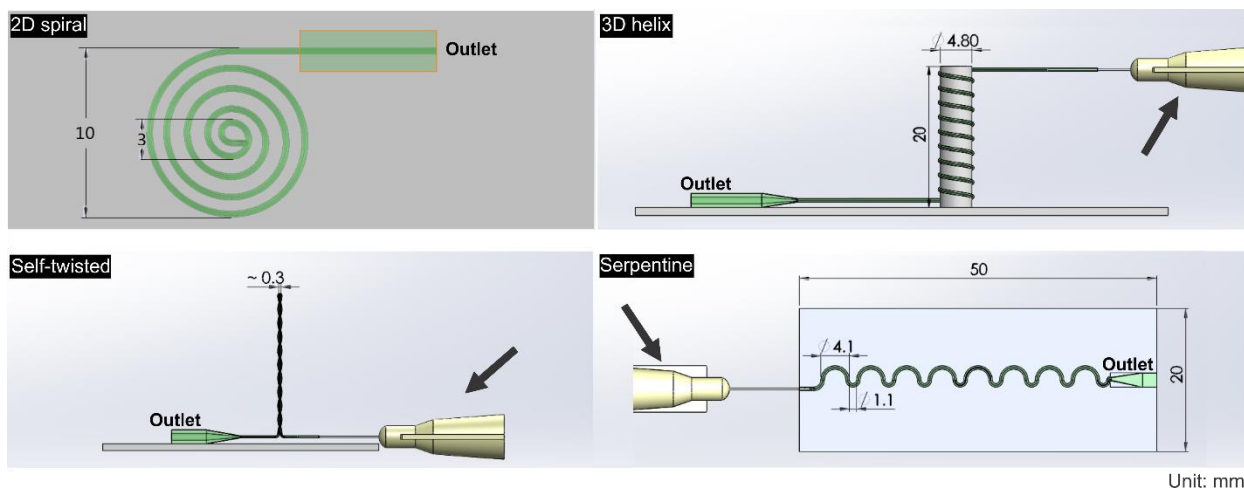 2D spiral
Outlet
10
3
3D helix
∅ 4.80
20
Outlet
Self-twisted
~ 0.3
Outlet
Serpentine
50
∅ 4.1
Outlet
20
∅ 1.1
Unit: mm